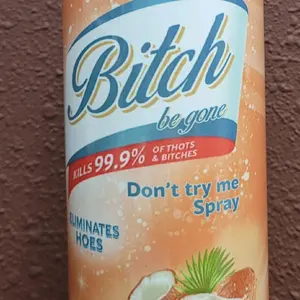 Bitch
be gone
KILLS 99.9% OF THOTS
& BITCHES
Don't try me
Spray
ELIMINATES
HOES